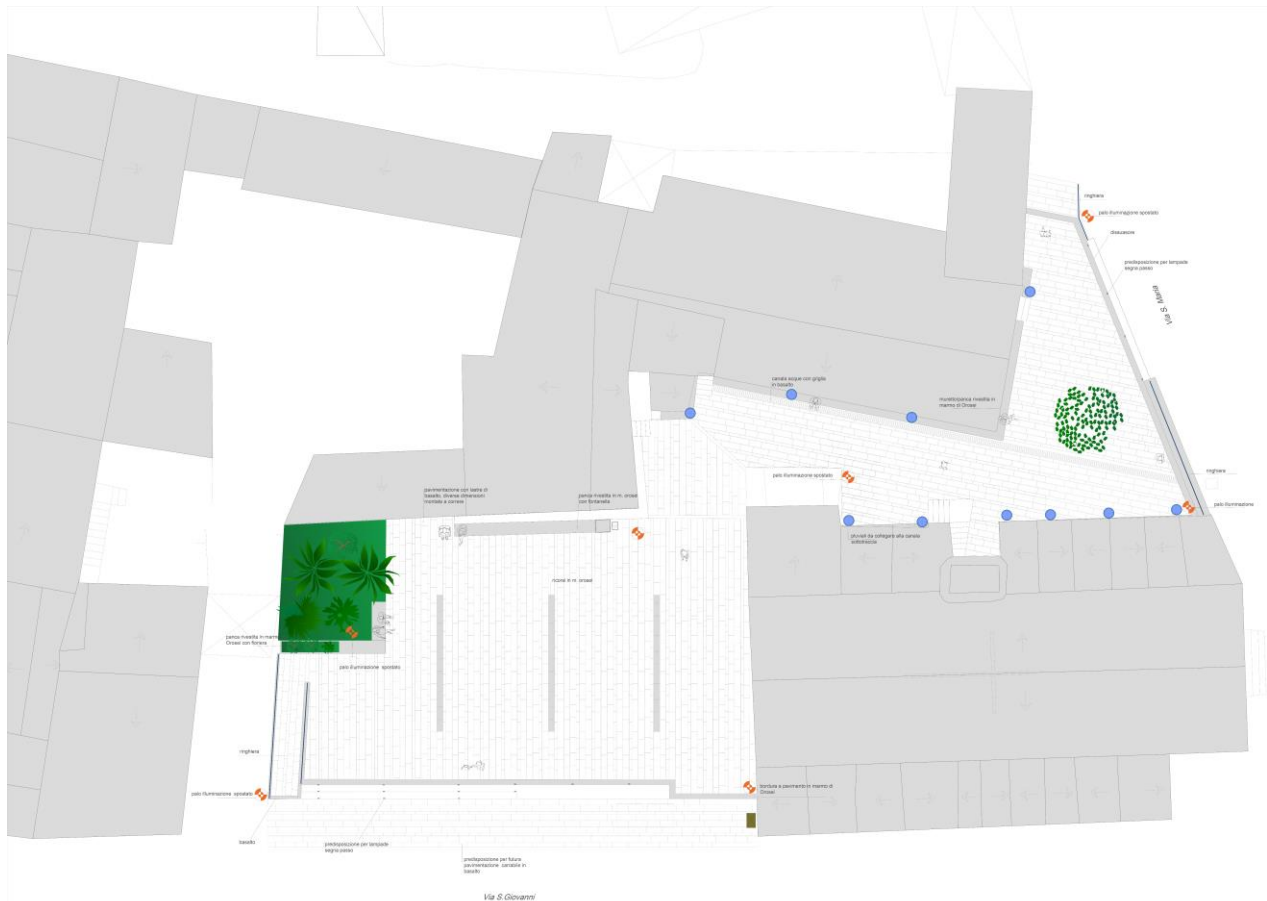 ringhiera
palo illuminazione spostato
dissuasore
predisposizione per lampade
segna passo
Via S. Maria
canale acque con griglia
in basalto
muretto/panca rivestita in
marmo di Orosei
ringhiera
palo illuminazione spostato
palo illuminazione
pavimentazione con lastre di
basalto, diverse dimensioni
montate a correre
panca rivestita in m. orosei
con fontanella
pluviali da collegare alla canala
sottotraccia
ricorsi in m. orosei
panca rivestita in marmo
Orosei con fioriera
palo illuminazione spostato
ringhiera
palo illuminazione spostato
bordura a pavimento in marmo di
Orosei
basalto
predisposizione per lampade
segna passo
predisposizione per futura
pavimentazione carrabile in
basalto
Via S.Giovanni